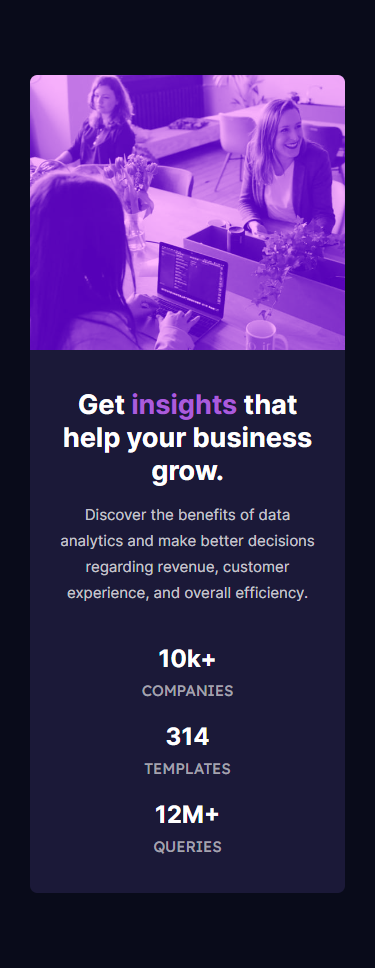 Get insights that
help your business
grow.
Discover the benefits of data
analytics and make better decisions
regarding revenue, customer
experience, and overall efficiency.
10k+
COMPANIES
314
TEMPLATES
12M+
QUERIES